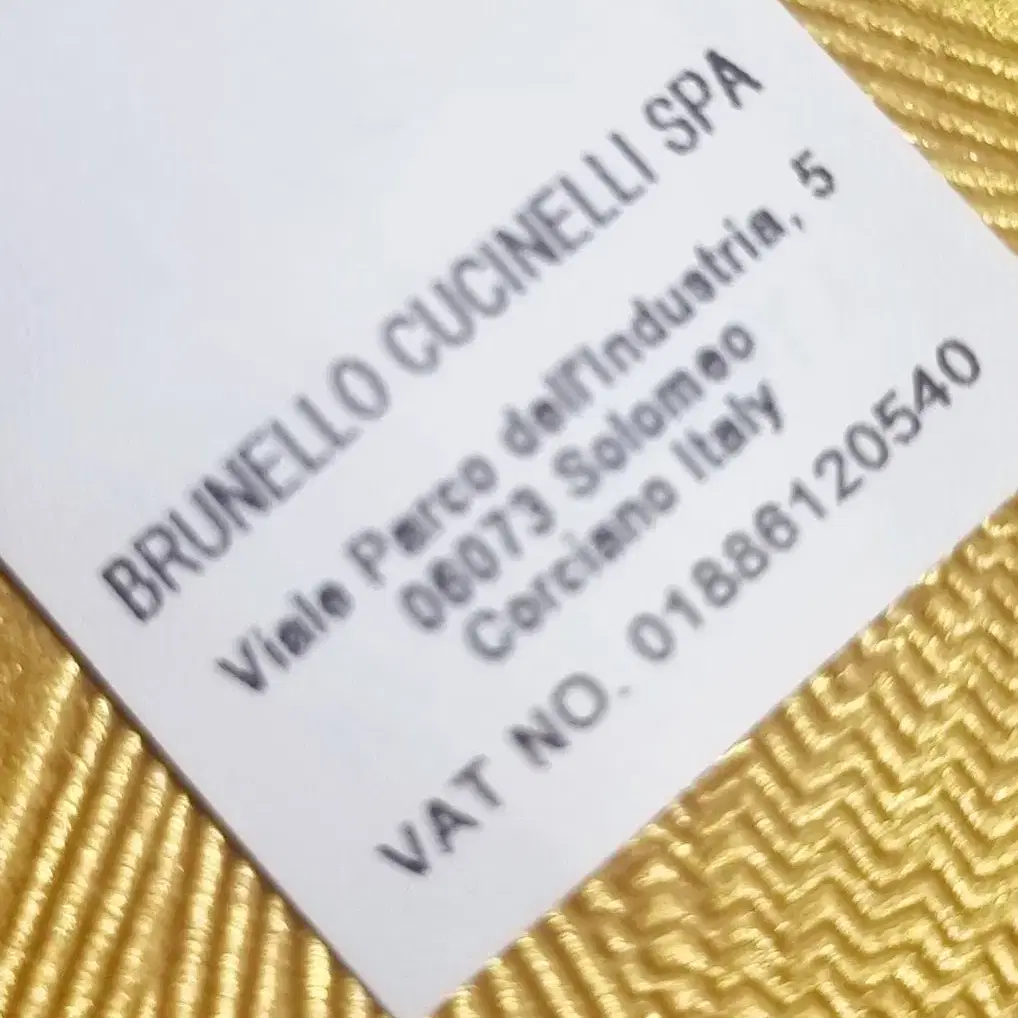 BRUNELLO CUCINELLI SPA
Viale Parco dell'Industria, 5
06073 Solomeo
Corciano Italy
VAT NO. 01886120540